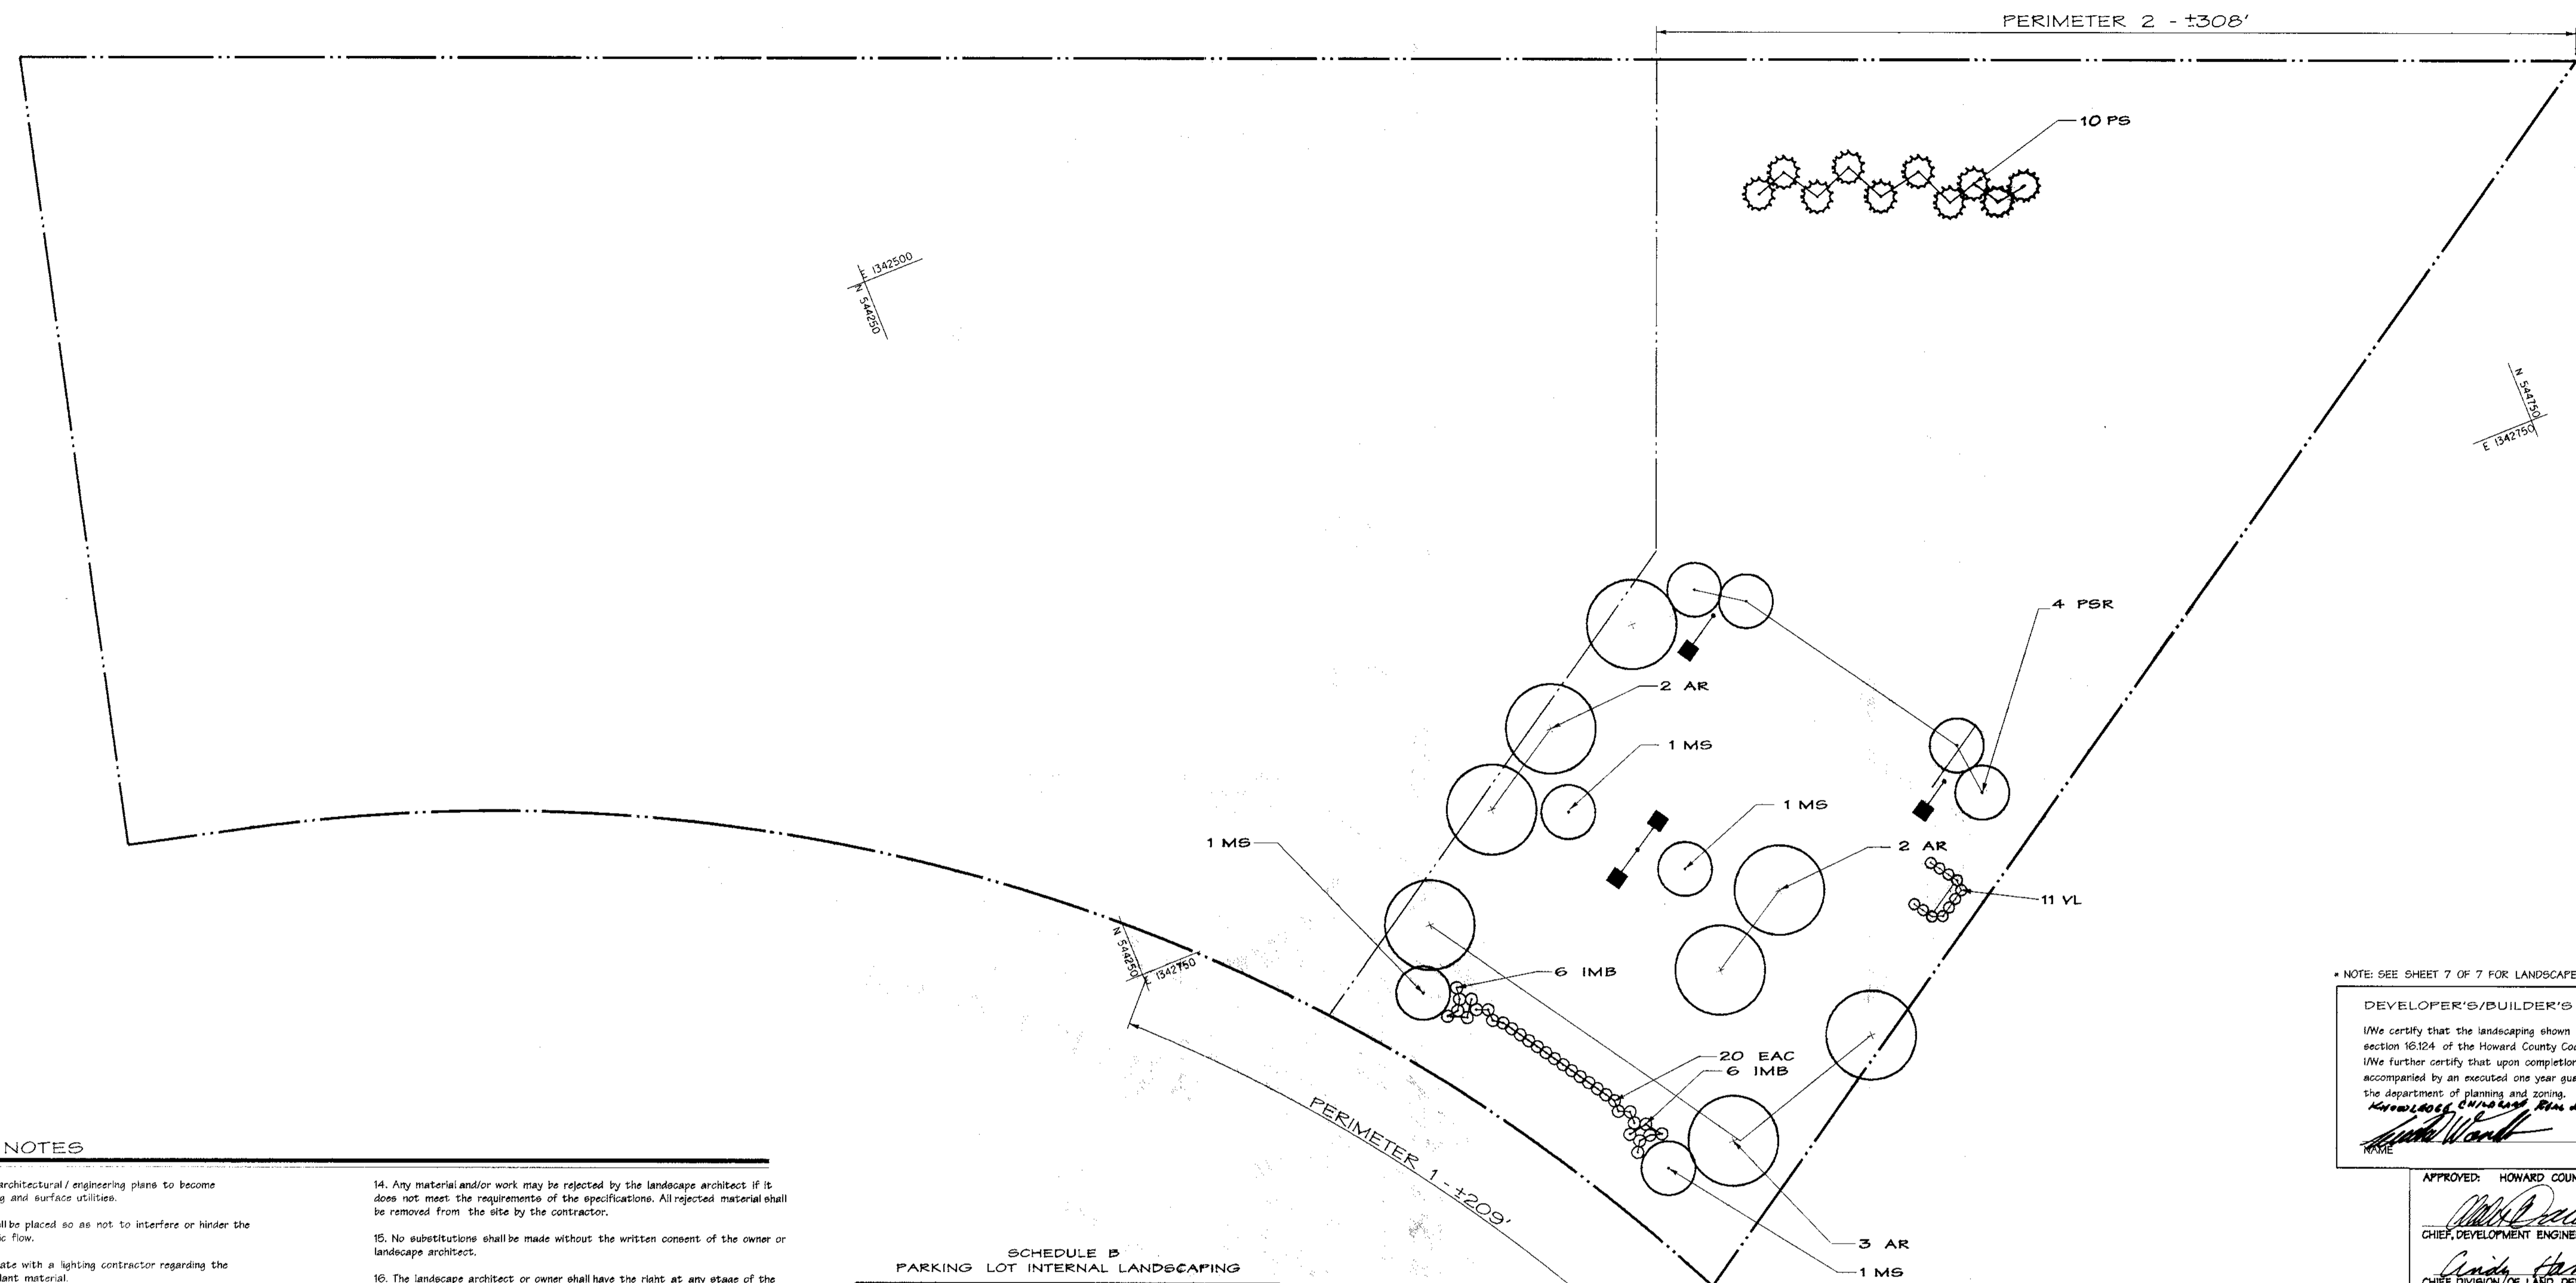 PERIMETER 2 - ±308'
10 PS
E 1342500
N 544250
N 544750
E 1342750
4 PSR
2 AR
1 MS
1 MS
1 MS
2 AR
11 VL
N 544250
E 1342750
6 IMB
20 EAC
6 IMB
PERIMETER 1 - ±209'
3 AR
1 MS
* NOTE: SEE SHEET 7 OF 7 FOR LANDSCAPE
DEVELOPER'S/BUILDER'S
I/We certify that the landscaping shown
section 16.124 of the Howard County
I/We further certify that upon completion
accompanied by an executed one year
the department of planning and zoning.
KNOWLEDGE
NAME
APPROVED: HOWARD
CHIEF, DEVELOPMENT
NOTES
architectural / engineering plans to become
and surface utilities.
be placed so as not to interfere or hinder the
flow.
with a lighting contractor regarding the
material.
14. Any material and/or work may be rejected by the landscape architect if it
does not meet the requirements of the specifications. All rejected material shall
be removed from the site by the contractor.
15. No substitutions shall be made without the written consent of the owner or
landscape architect.
16. The landscape architect or owner shall have the right at any stage of the
SCHEDULE B
PARKING LOT INTERNAL LANDSCAPING